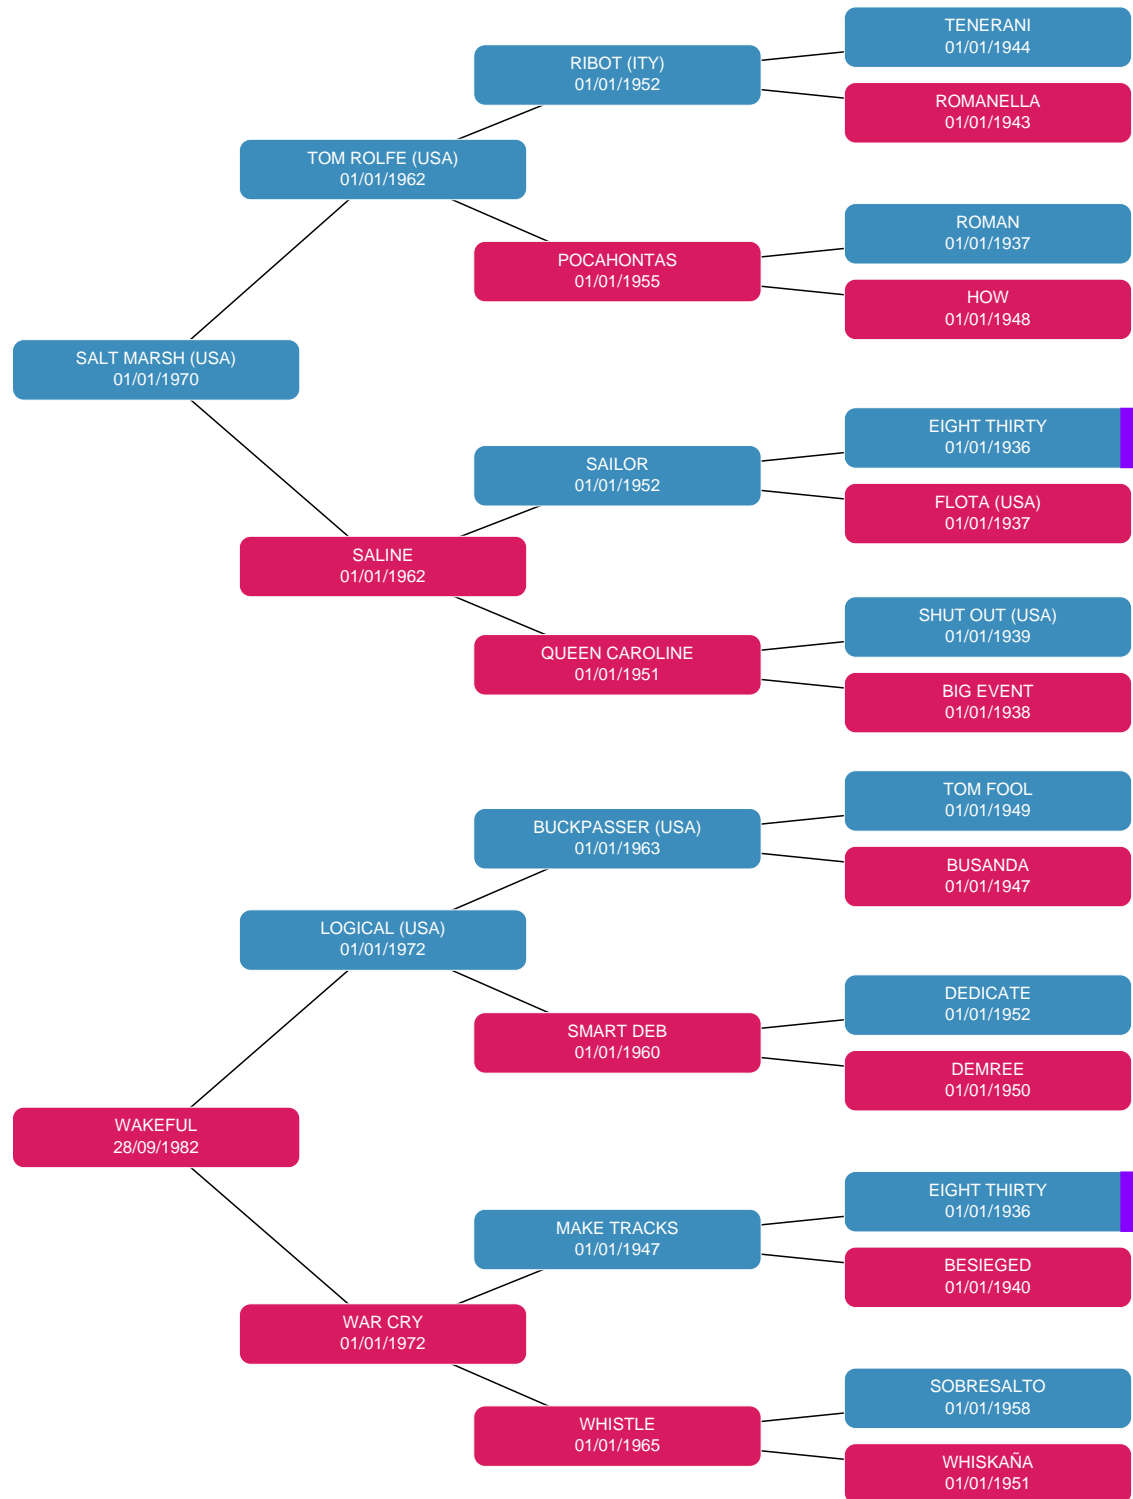 TENERANI
01/01/1944
RIBOT (ITY)
01/01/1952
ROMANELLA
01/01/1943
TOM ROLFE (USA)
01/01/1962
ROMAN
01/01/1937
POCAHONTAS
01/01/1955
HOW
01/01/1948
SALT MARSH (USA)
01/01/1970
EIGHT THIRTY
01/01/1936
SAILOR
01/01/1952
FLOTA (USA)
01/01/1937
SALINE
01/01/1962
SHUT OUT (USA)
01/01/1939
QUEEN CAROLINE
01/01/1951
BIG EVENT
01/01/1938
TOM FOOL
01/01/1949
BUCKPASSER (USA)
01/01/1963
BUSANDA
01/01/1947
LOGICAL (USA)
01/01/1972
DEDICATE
01/01/1952
SMART DEB
01/01/1960
DEMREE
01/01/1950
WAKEFUL
28/09/1982
EIGHT THIRTY
01/01/1936
MAKE TRACKS
01/01/1947
BESIEGED
01/01/1940
WAR CRY
01/01/1972
SOBRESALTO
01/01/1958
WHISTLE
01/01/1965
WHISKAÑA
01/01/1951